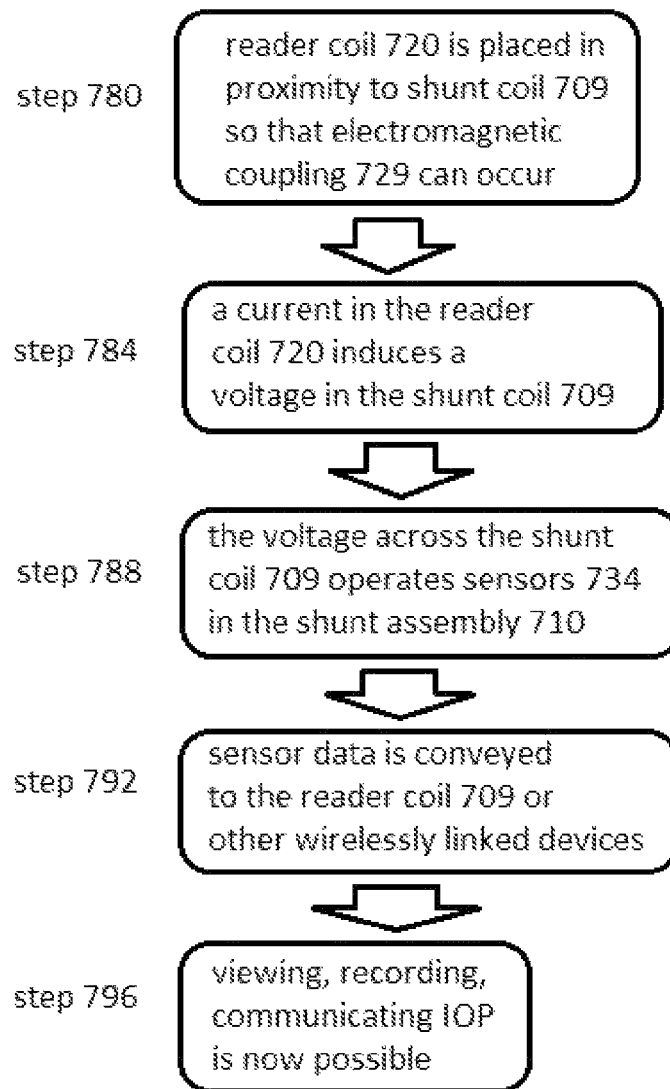 step 780
reader coil 720 is placed in
proximity to shunt coil 709
so that electromagnetic
coupling 729 can occur
step 784
a current in the reader
coil 720 induces a
voltage in the shunt coil 709
step 788
the voltage across the shunt
coil 709 operates sensors 734
in the shunt assembly 710
step 792
sensor data is conveyed
to the reader coil 709 or
other wirelessly linked devices
step 796
viewing, recording,
communicating IOP
is now possible